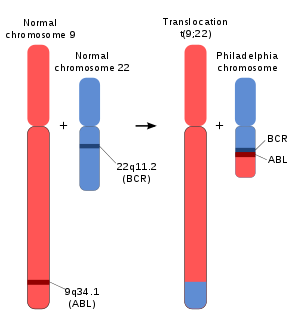 Normal
chromosome 9
Normal
chromosome 22
+
22q11.2
(BCR)
9q34.1
(ABL)
Translocation
t(9;22)
+
Philadelphia
chromosome
BCR
ABL